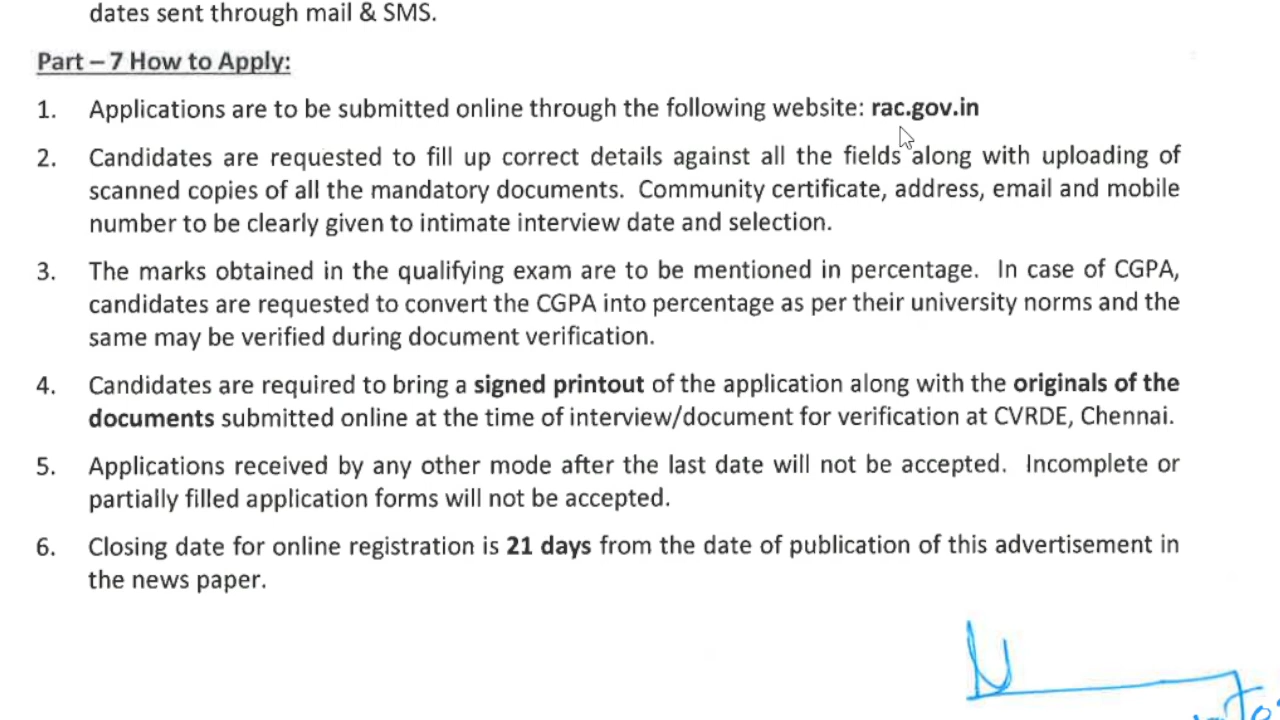 dates sent through mail & SMS.
Part – 7 How to Apply:
1. Applications are to be submitted online through the following website: rac.gov.in
2. Candidates are requested to fill up correct details against all the fields along with uploading of
scanned copies of all the mandatory documents. Community certificate, address, email and mobile
number to be clearly given to intimate interview date and selection.
3. The marks obtained in the qualifying exam are to be mentioned in percentage. In case of CGPA,
candidates are requested to convert the CGPA into percentage as per their university norms and the
same may be verified during document verification.
4. Candidates are required to bring a signed printout of the application along with the originals of the
documents submitted online at the time of interview/document for verification at CVRDE, Chennai.
5. Applications received by any other mode after the last date will not be accepted. Incomplete or
partially filled application forms will not be accepted.
6. Closing date for online registration is 21 days from the date of publication of this advertisement in
the news paper.